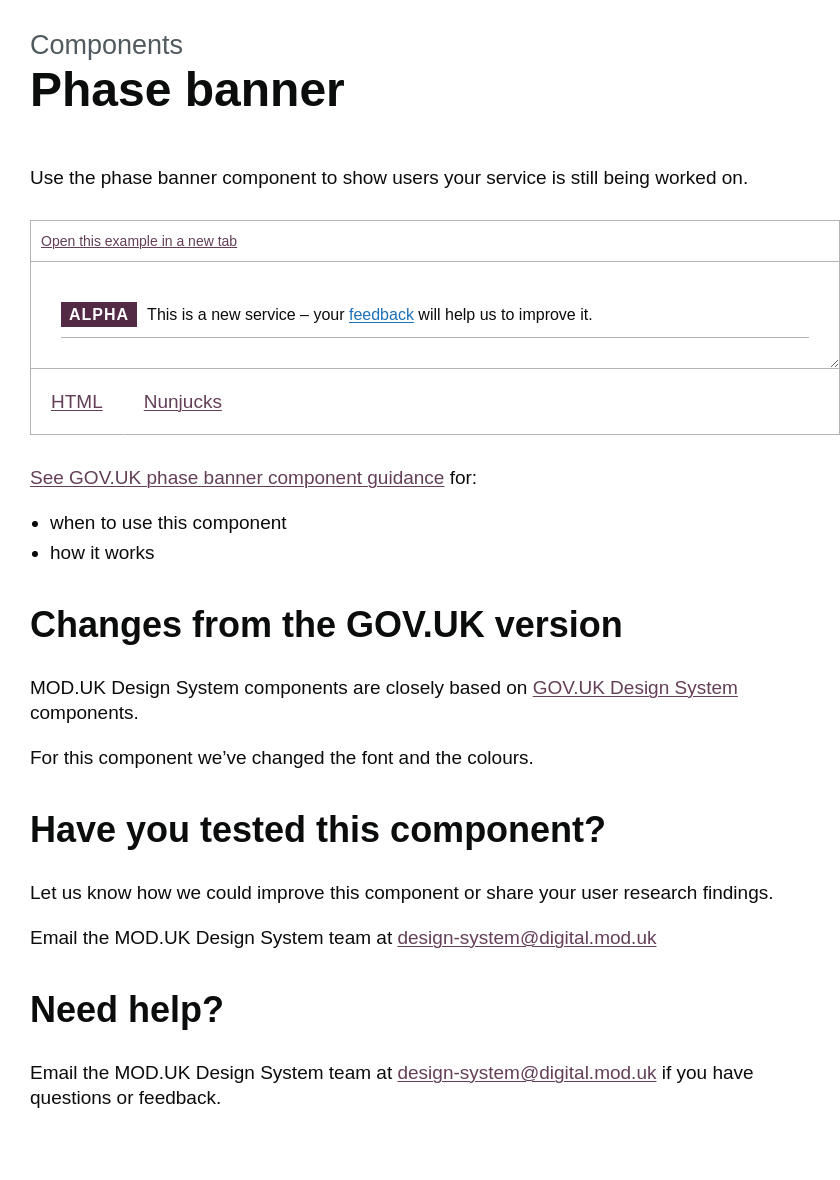 Components
Phase banner
Use the phase banner component to show users your service is still being worked on.
Open this example in a new tab
ALPHA This is a new service – your feedback will help us to improve it.
HTML Nunjucks
See GOV.UK phase banner component guidance for:
• when to use this component
• how it works
Changes from the GOV.UK version
MOD.UK Design System components are closely based on GOV.UK Design System
components.
For this component we’ve changed the font and the colours.
Have you tested this component?
Let us know how we could improve this component or share your user research findings.
Email the MOD.UK Design System team at design-system@digital.mod.uk
Need help?
Email the MOD.UK Design System team at design-system@digital.mod.uk if you have
questions or feedback.